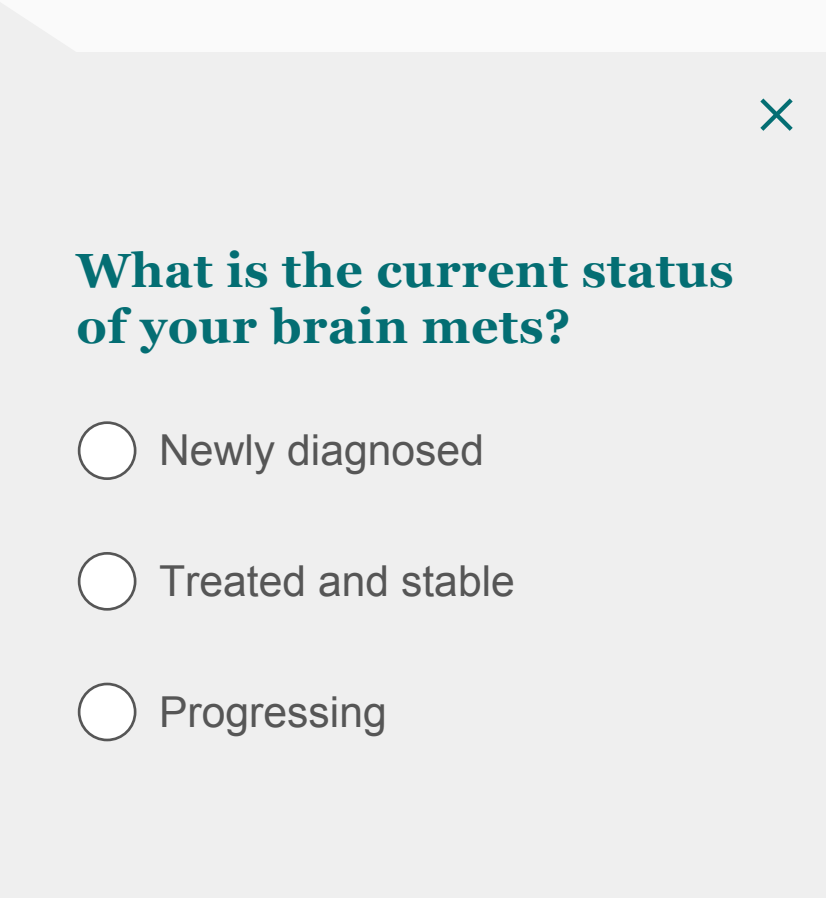 What is the current status
of your brain mets?
Newly diagnosed
Treated and stable
Progressing